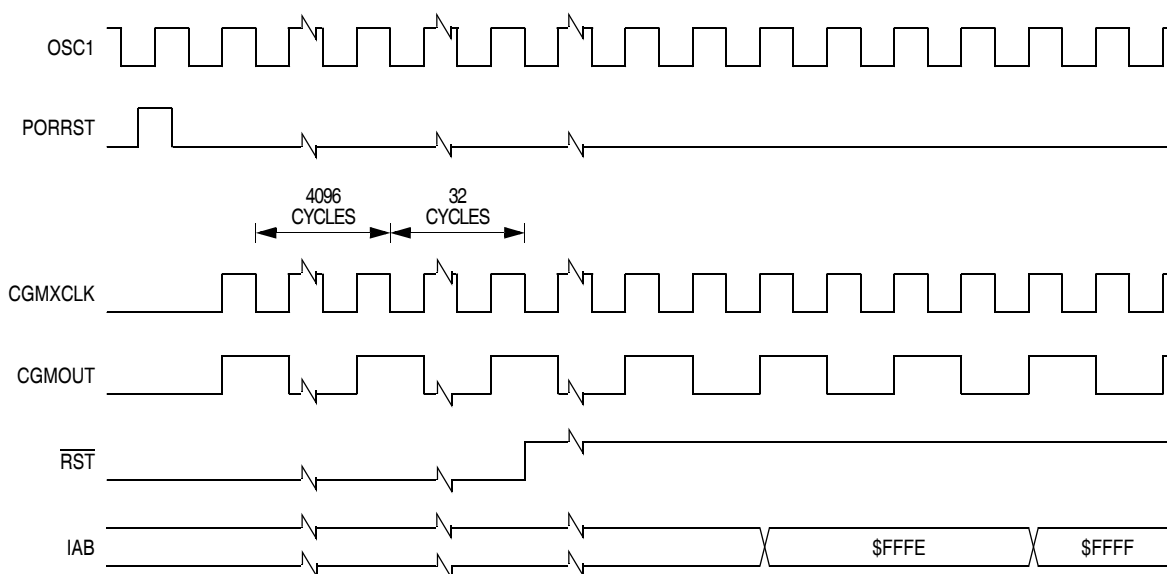 OSC1
PORRST
4096
CYCLES
32
CYCLES
CGMXCLK
CGMOUT
RST
IAB
$FFFE
$FFFF